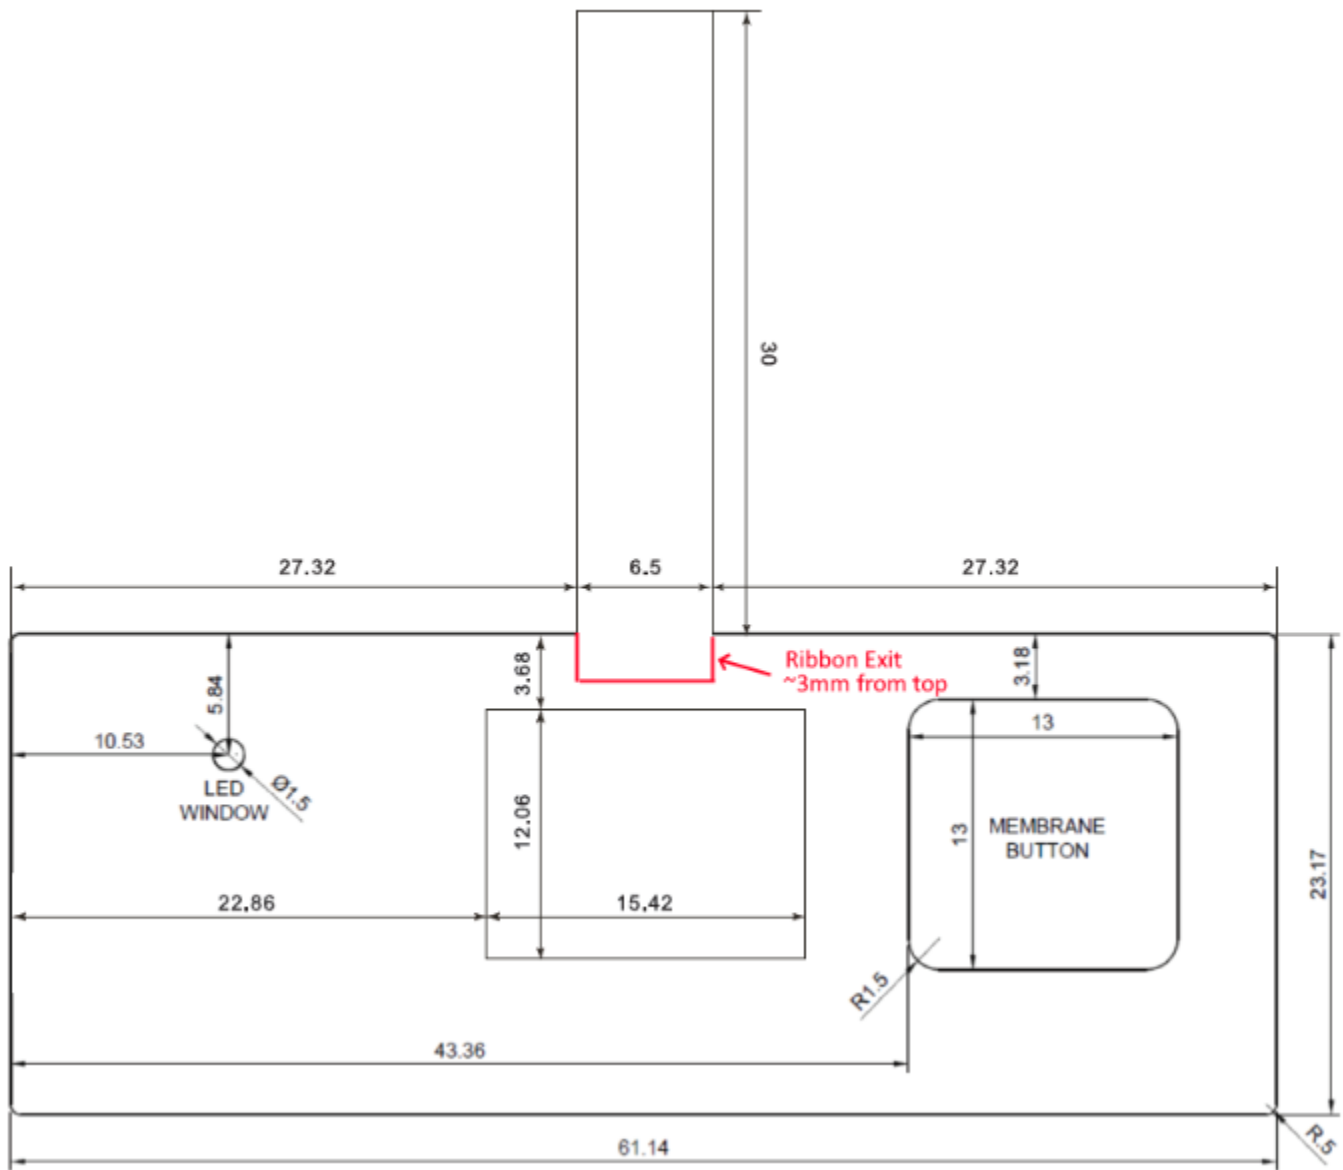 30
27.32
6.5
27.32
Ribbon Exit
~3mm from top
3.68
3.18
5.84
10.53
Ø1.5
LED
WINDOW
13
12.06
13
MEMBRANE
BUTTON
23.17
22,86
15,42
R1.5
43.36
61.14
R.5